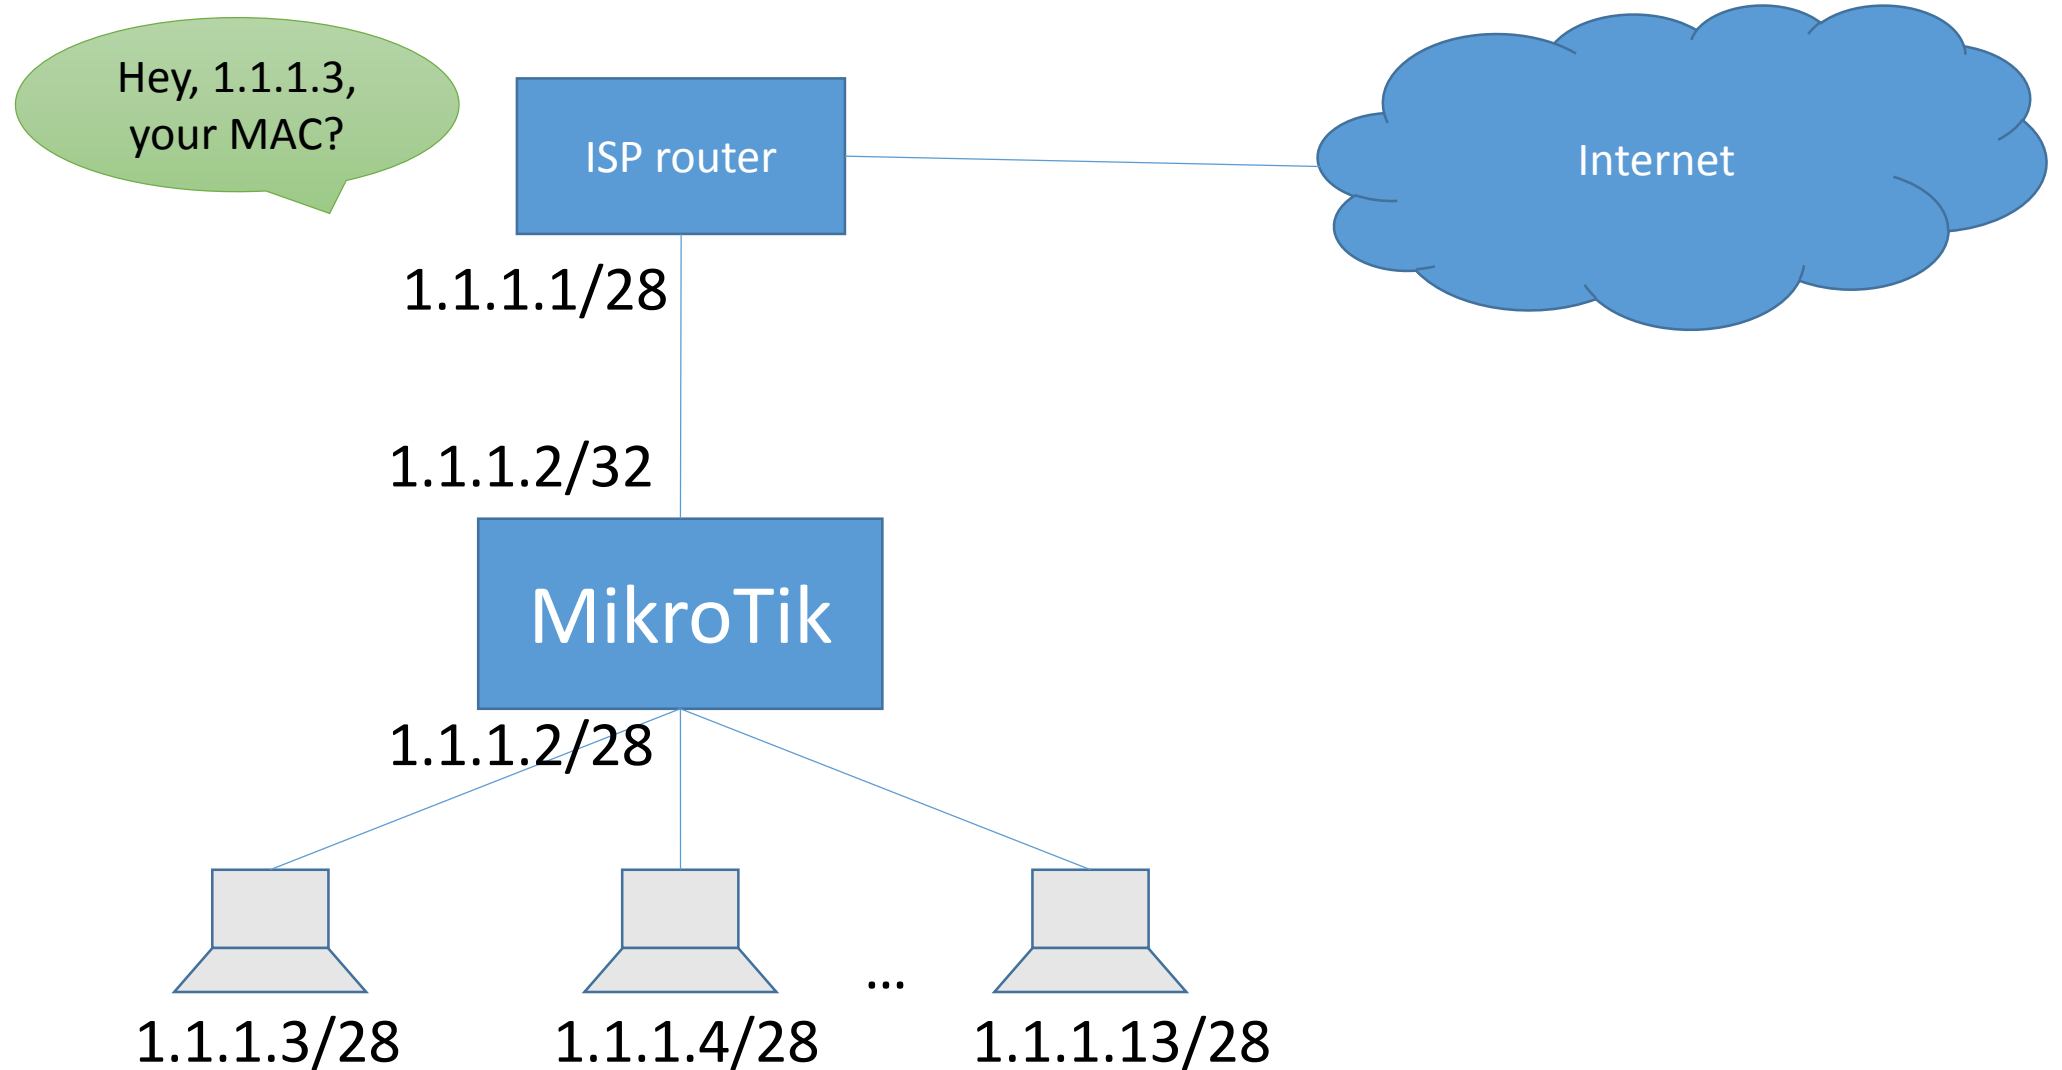 Hey, 1.1.1.3,
your MAC?
ISP router
Internet
1.1.1.1/28
1.1.1.2/32
MikroTik
1.1.1.2/28
...
1.1.1.3/28
1.1.1.4/28
1.1.1.13/28